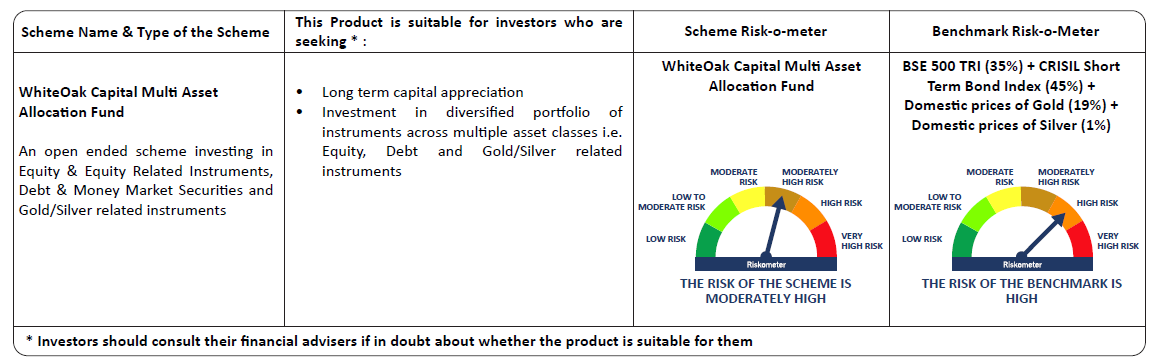 Scheme Name & Type of the Scheme
This Product is suitable for investors who are
seeking * :
Scheme Risk-o-meter
Benchmark Risk-o-Meter
WhiteOak Capital Multi Asset
Allocation Fund
An open ended scheme investing in
Equity & Equity Related Instruments,
Debt & Money Market Securities and
Gold/Silver related instruments
• Long term capital appreciation
• Investment in diversified portfolio of
instruments across multiple asset classes i.e.
Equity, Debt and Gold/Silver related
instruments
WhiteOak Capital Multi Asset
Allocation Fund
LOW RISK
LOW TO
MODERATE RISK
MODERATE
RISK
MODERATELY
HIGH RISK
HIGH RISK
VERY
HIGH RISK
Riskometer
THE RISK OF THE SCHEME IS
MODERATELY HIGH
BSE 500 TRI (35%) + CRISIL Short
Term Bond Index (45%) +
Domestic prices of Gold (19%) +
Domestic prices of Silver (1%)
LOW RISK
LOW TO
MODERATE RISK
MODERATE
RISK
MODERATELY
HIGH RISK
HIGH RISK
VERY
HIGH RISK
Riskometer
THE RISK OF THE BENCHMARK IS
HIGH
* Investors should consult their financial advisers if in doubt about whether the product is suitable for them